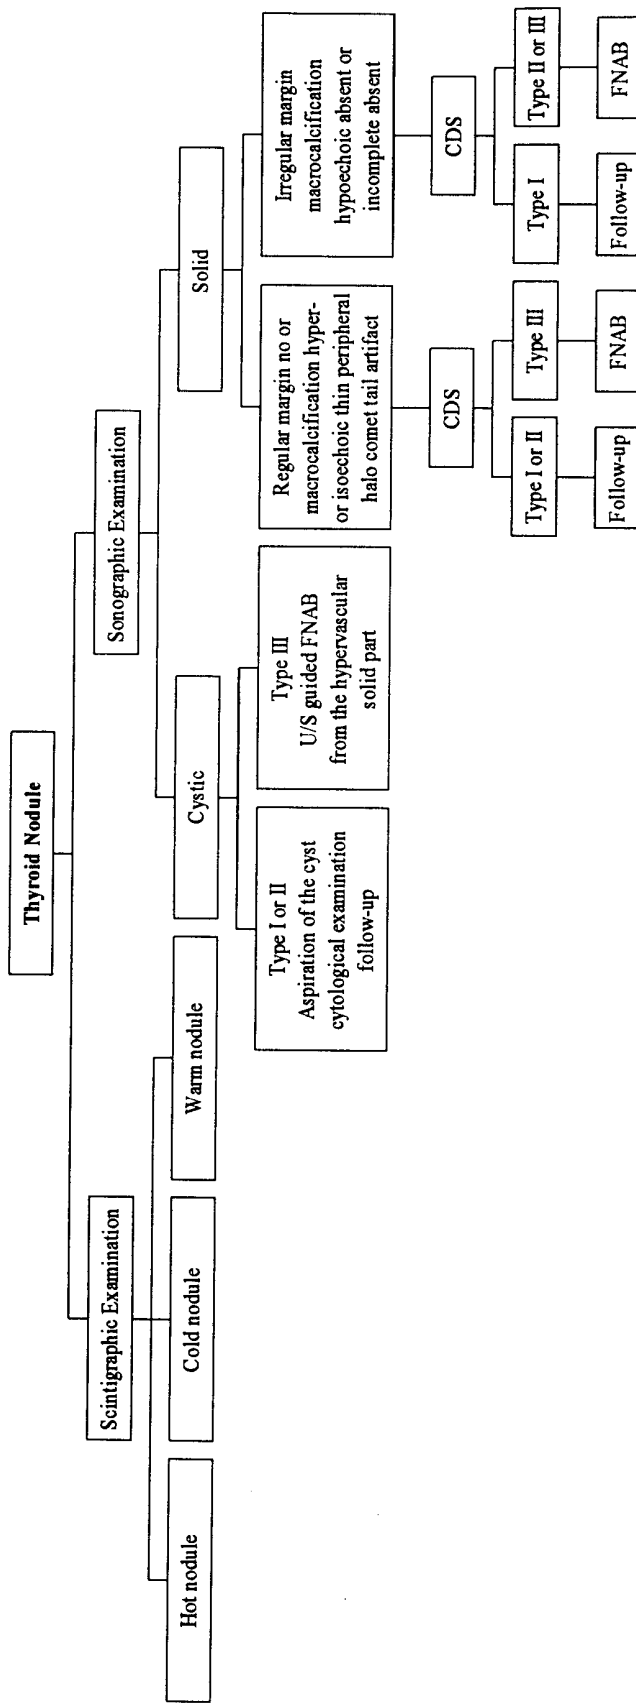 Thyroid Nodule
Scintigraphic Examination
Sonographic Examination
Hot nodule
Cold nodule
Warm nodule
Cystic
Solid
Type I or II
Aspiration of the cyst
cytological examination
follow-up
Type III
U/S guided FNAB
from the hypervascular
solid part
Regular margin no or
macrocalcification hyper-
or isoechoic thin peripheral
halo comet tail artifact
Irregular margin
macrocalcification
hypoechoic absent or
incomplete absent
CDS
CDS
Type I or II
Type III
Type I
Type II or III
Follow-up
FNAB
Follow-up
FNAB